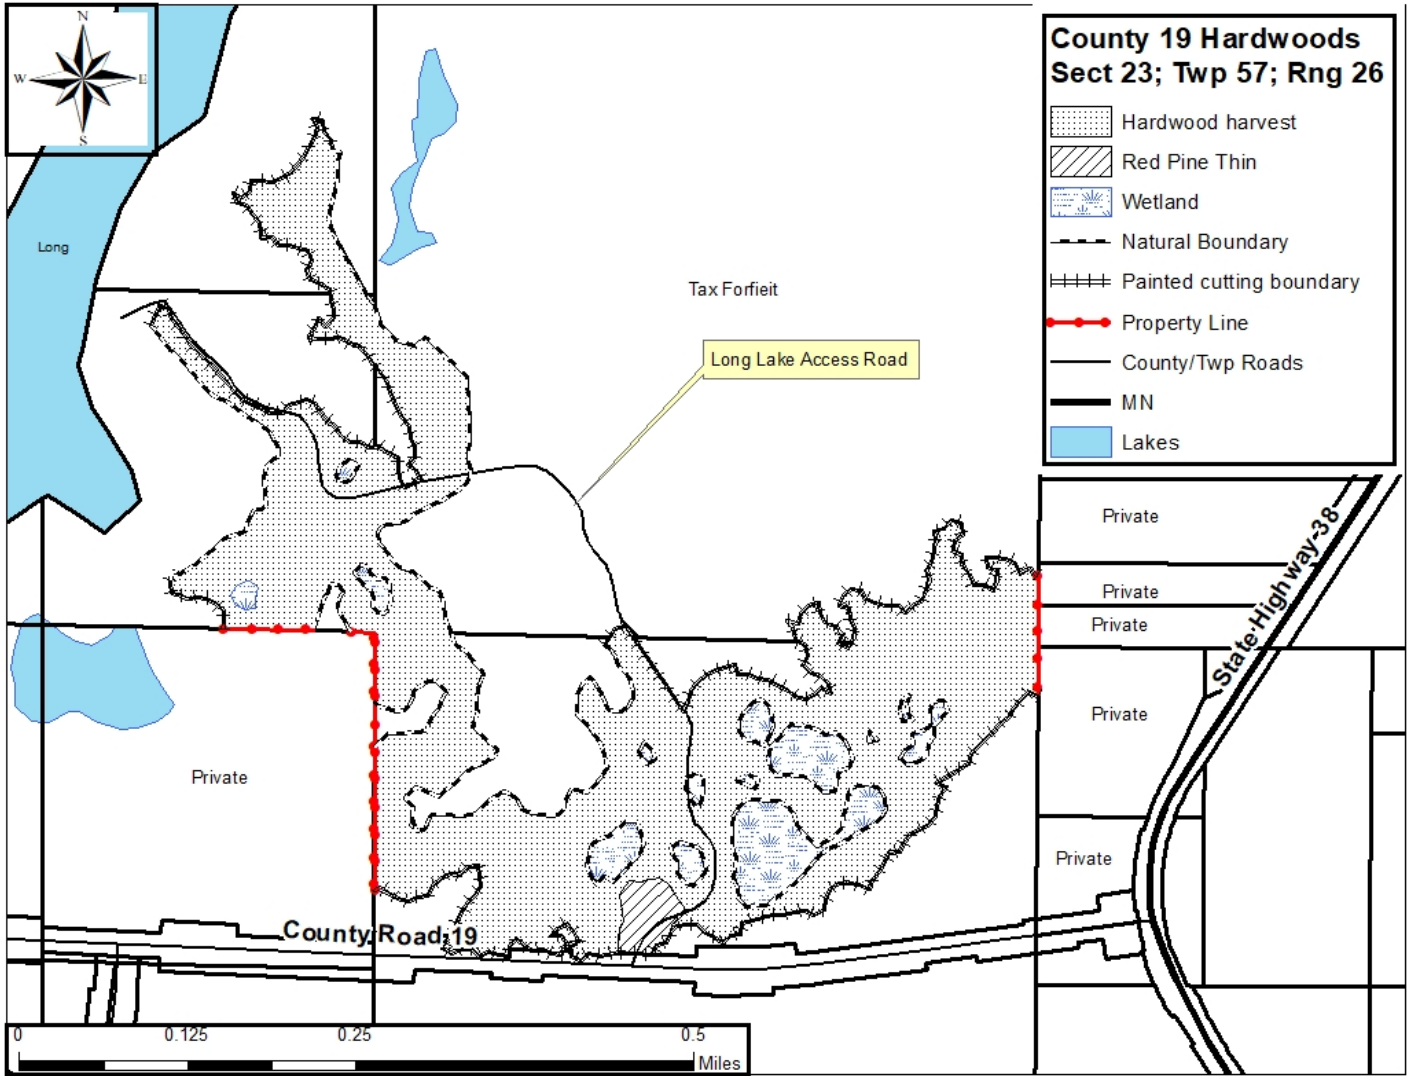 N
W E
S
County 19 Hardwoods
Sect 23; Twp 57; Rng 26
Hardwood harvest
Red Pine Thin
Wetland
Natural Boundary
Painted cutting boundary
Property Line
County/Twp Roads
MN
Lakes
Long
Tax Forfieit
Long Lake Access Road
Private
Private
Private
State Highway 38
Private
Private
Private
County Road 19
0 0.125 0.25 0.5
Miles